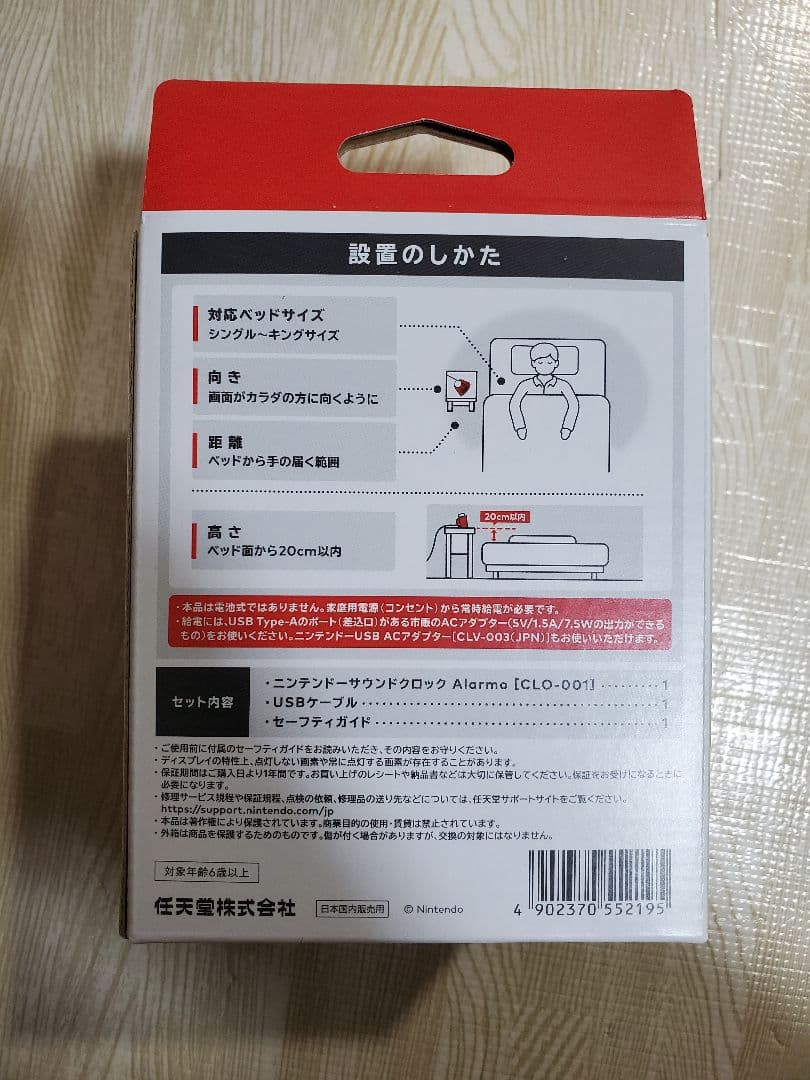 設置のしかた
対応ベッドサイズ
シングル～キングサイズ
向き
画面がカラダの方に向くように
距離
ベッドから手の届く範囲
高さ
ベッド面から20cm以内
20cm以内
・本品は電池式ではありません。家庭用電源（コンセント）から常時給電が必要です。
・給電には、USB Type-Aのポート（差込口）がある市販のACアダプター（5V/1.5A/7.5Wの出力ができる
もの）をお使いください。ニンテンドーUSB ACアダプター［CLV-003（JPN）］もお使いいただけます。
セット内容
・ニンテンドーサウンドクロック Alarmo［CLO-001］………1
・USBケーブル………1
・セーフティガイド………1
・ご使用前に付属のセーフティガイドをお読みいただき、その内容をお守りください。
・ディスプレイの特性上、点灯しない画素や常に点灯する画素が存在することがあります。
・保証期間はご購入日より1年間です。お買い上げのレシートや納品書などは大切に保管してください。保証をお受けになるときに
必要になります。
・修理サービス規程や保証規程、点検の依頼、修理品の送り先などについては、任天堂サポートサイトをご覧ください。
https://support.nintendo.com/jp
・本品は著作権により保護されています。商業目的の使用・賃貸は禁止されています。
・外箱は商品を保護するためのものです。傷が付く場合がありますが、交換の対象にはなりません。
対象年齢6歳以上
任天堂株式会社
日本国内販売用
© Nintendo
4 902370 552195